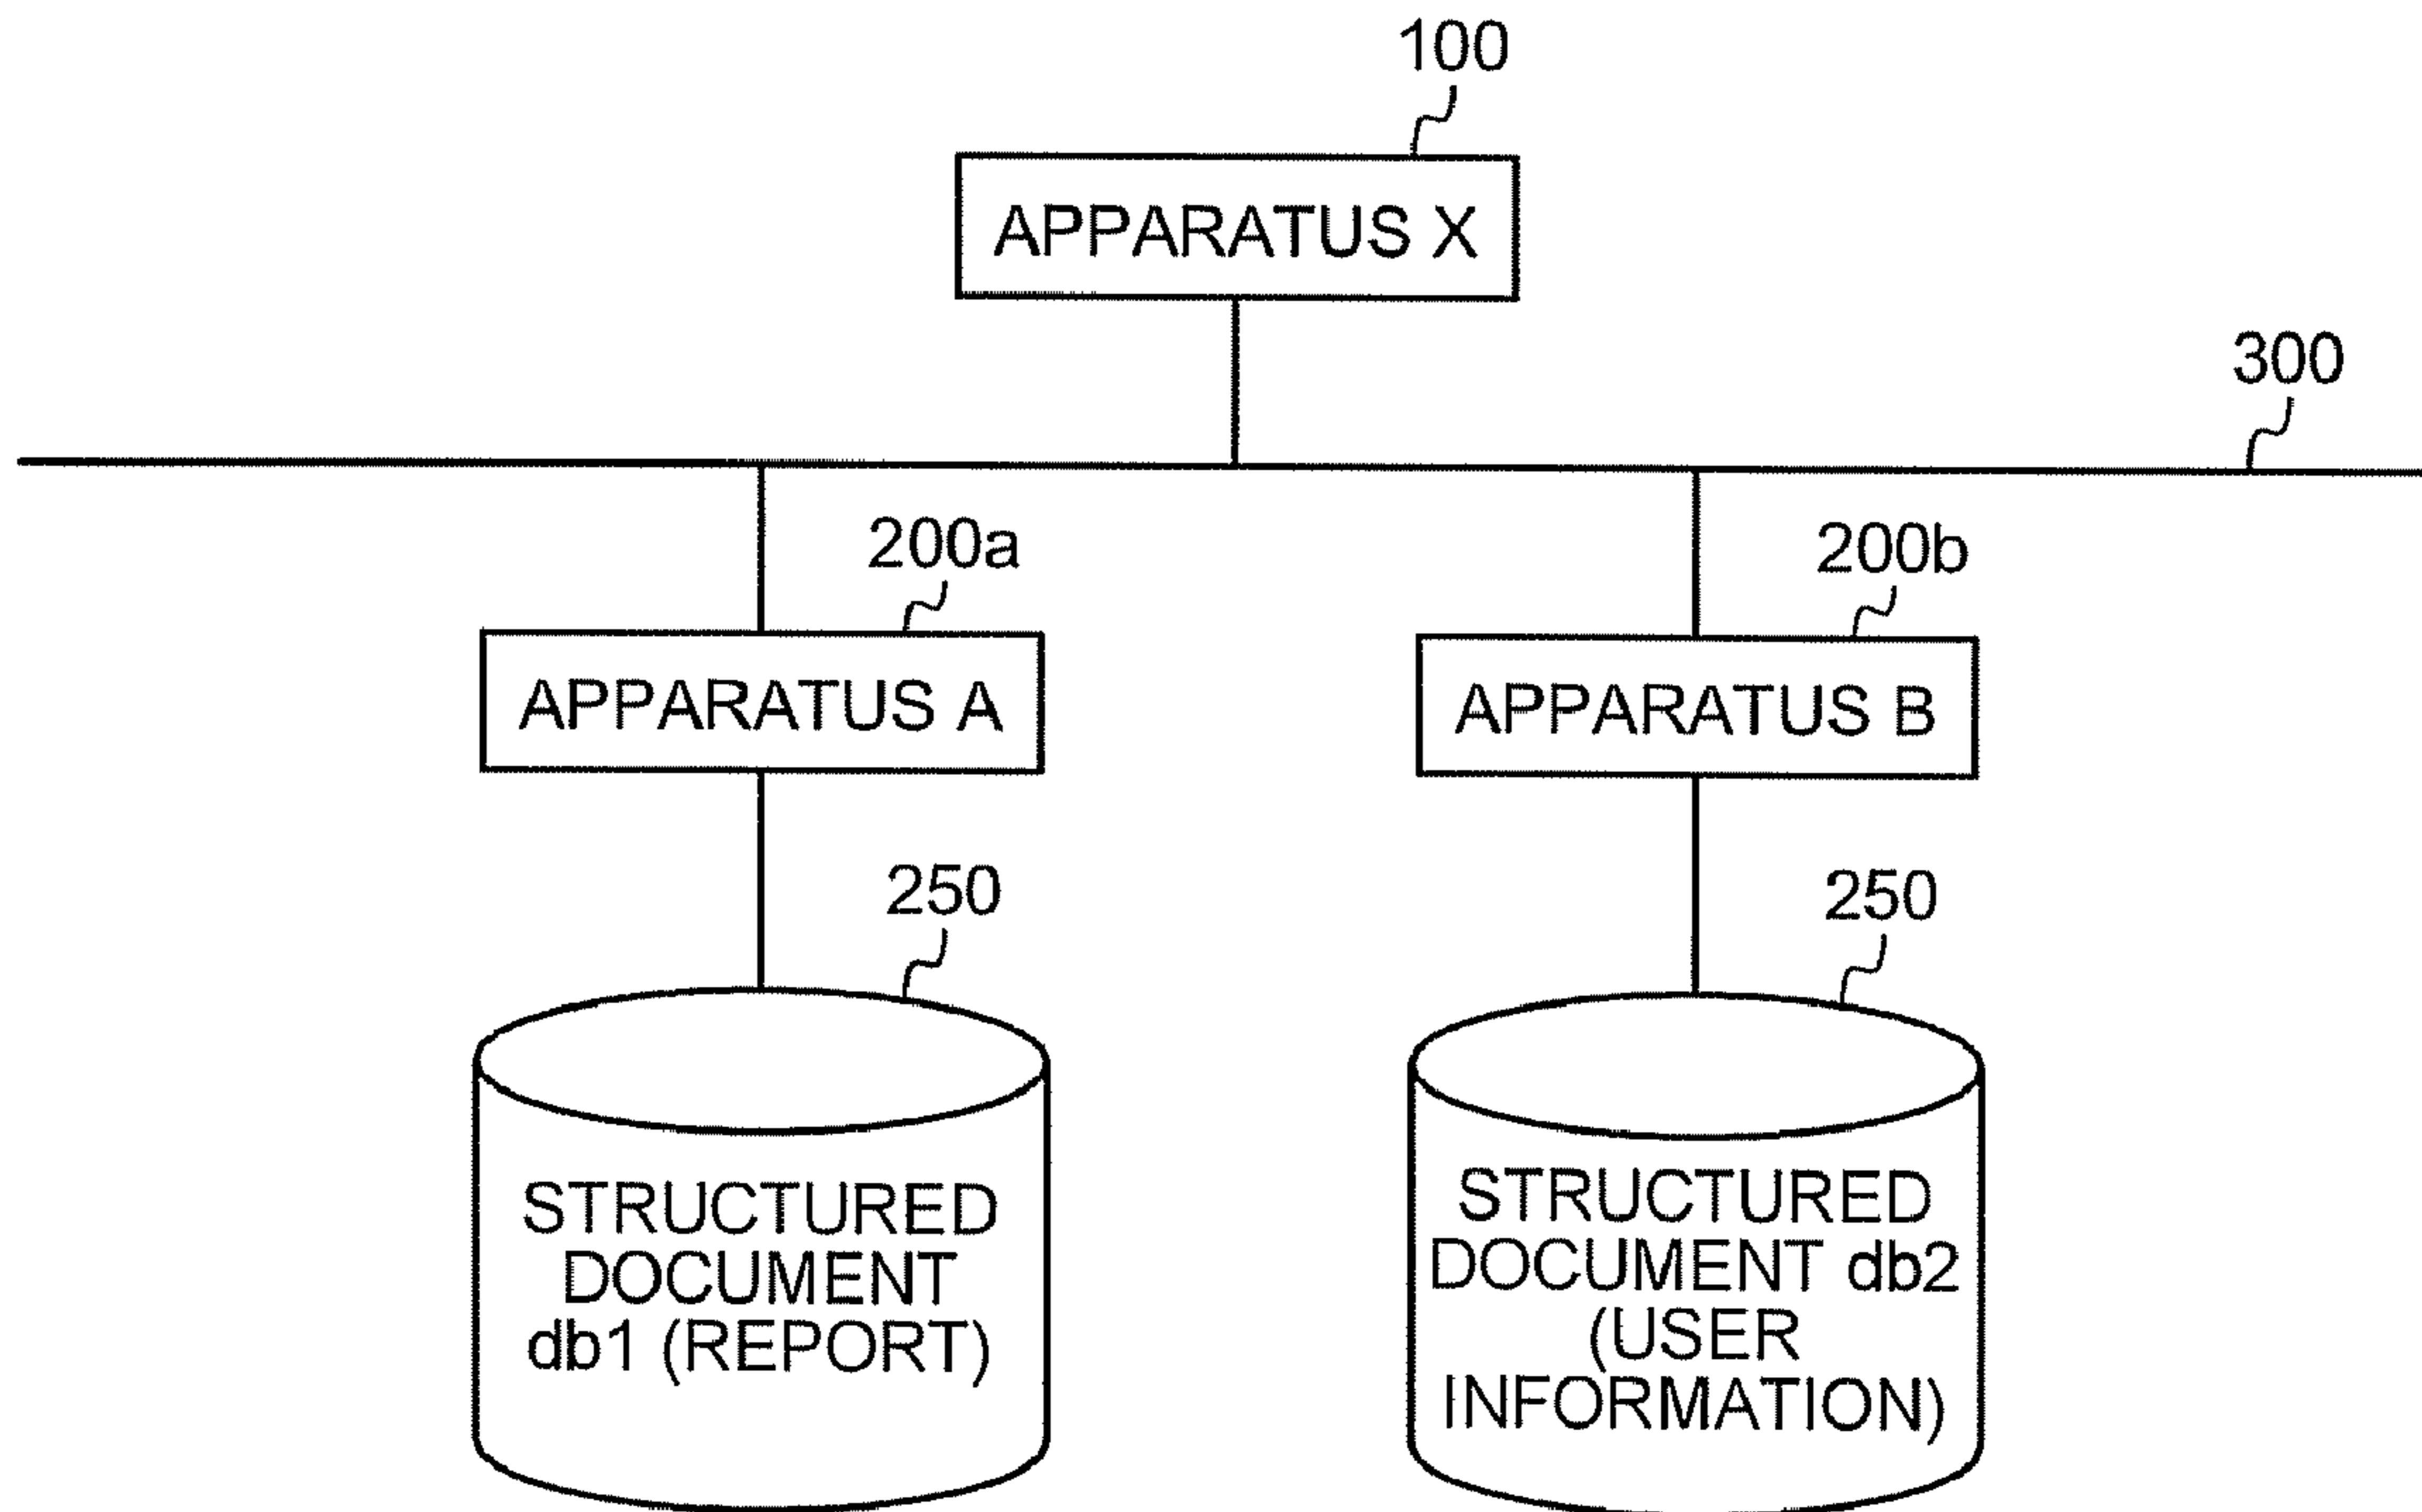 100
APPARATUS X
300
200a
200b
APPARATUS A
APPARATUS B
250
250
STRUCTURED
DOCUMENT
db1 (REPORT)
STRUCTURED
DOCUMENT db2
(USER
INFORMATION)